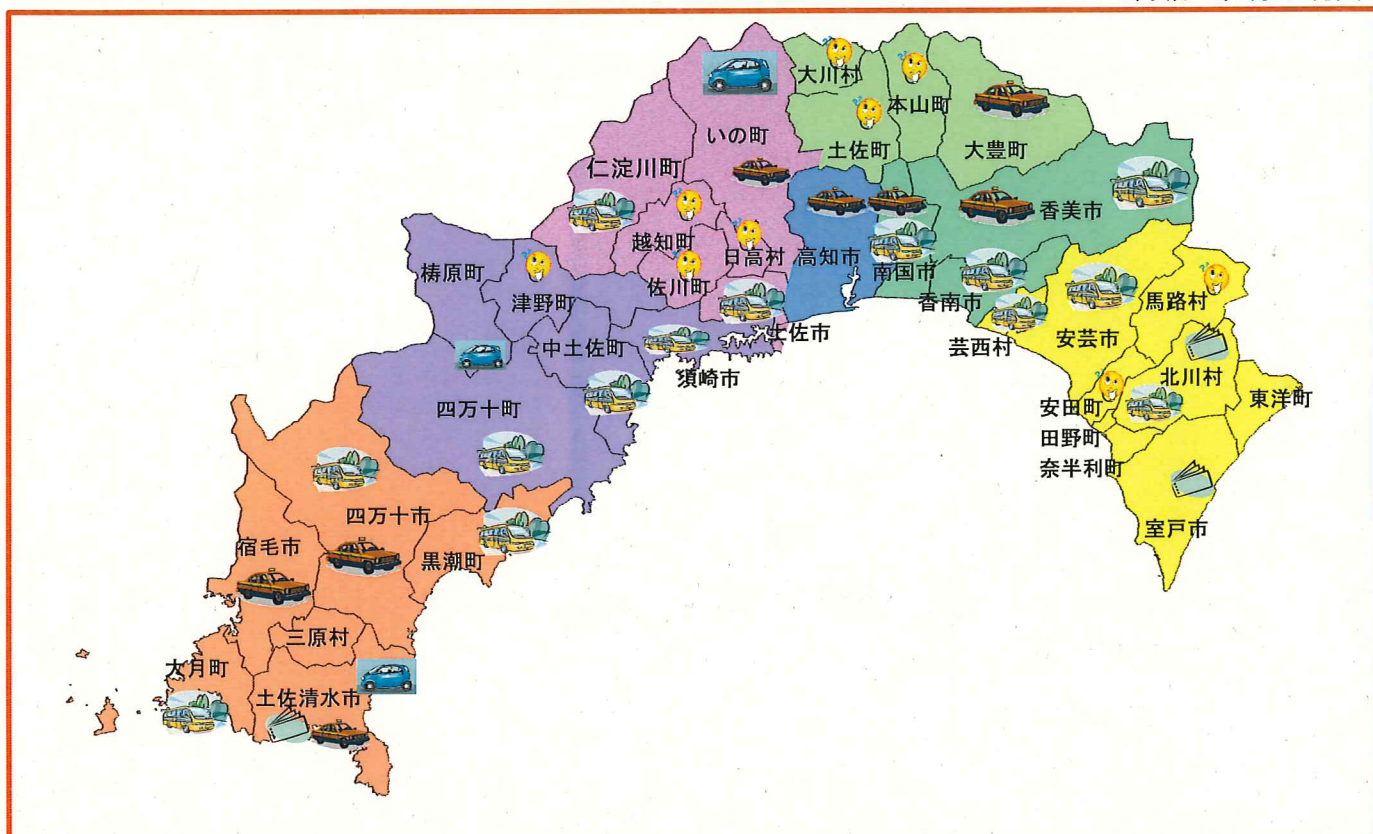 大川村
本山町
いの町
土佐町
大豊町
仁淀川町
香美市
越知町
日高村
高知市
南国市
梼原町
津野町
佐川町
香南市
馬路村
土佐市
中土佐町
芸西村
安芸市
須崎市
北川村
四万十町
安田町
東洋町
田野町
奈半利町
四万十市
室戸市
宿毛市
黒潮町
三原村
大月町
土佐清水市